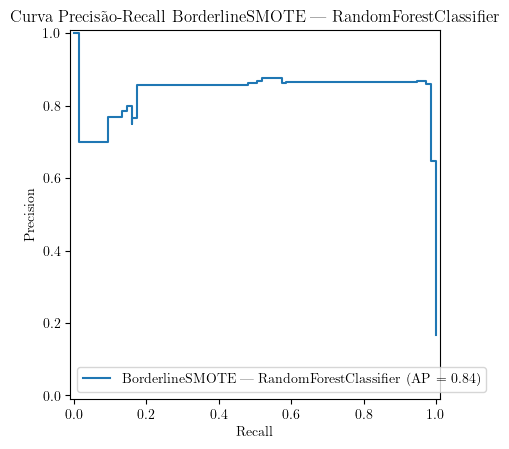 Curva Precisão-Recall BorderlineSMOTE — RandomForestClassifier
1.0
0.8
0.6
0.4
0.2
0.0
Precision
BorderlineSMOTE — RandomForestClassifier (AP = 0.84)
0.0 0.2 0.4 0.6 0.8 1.0
Recall